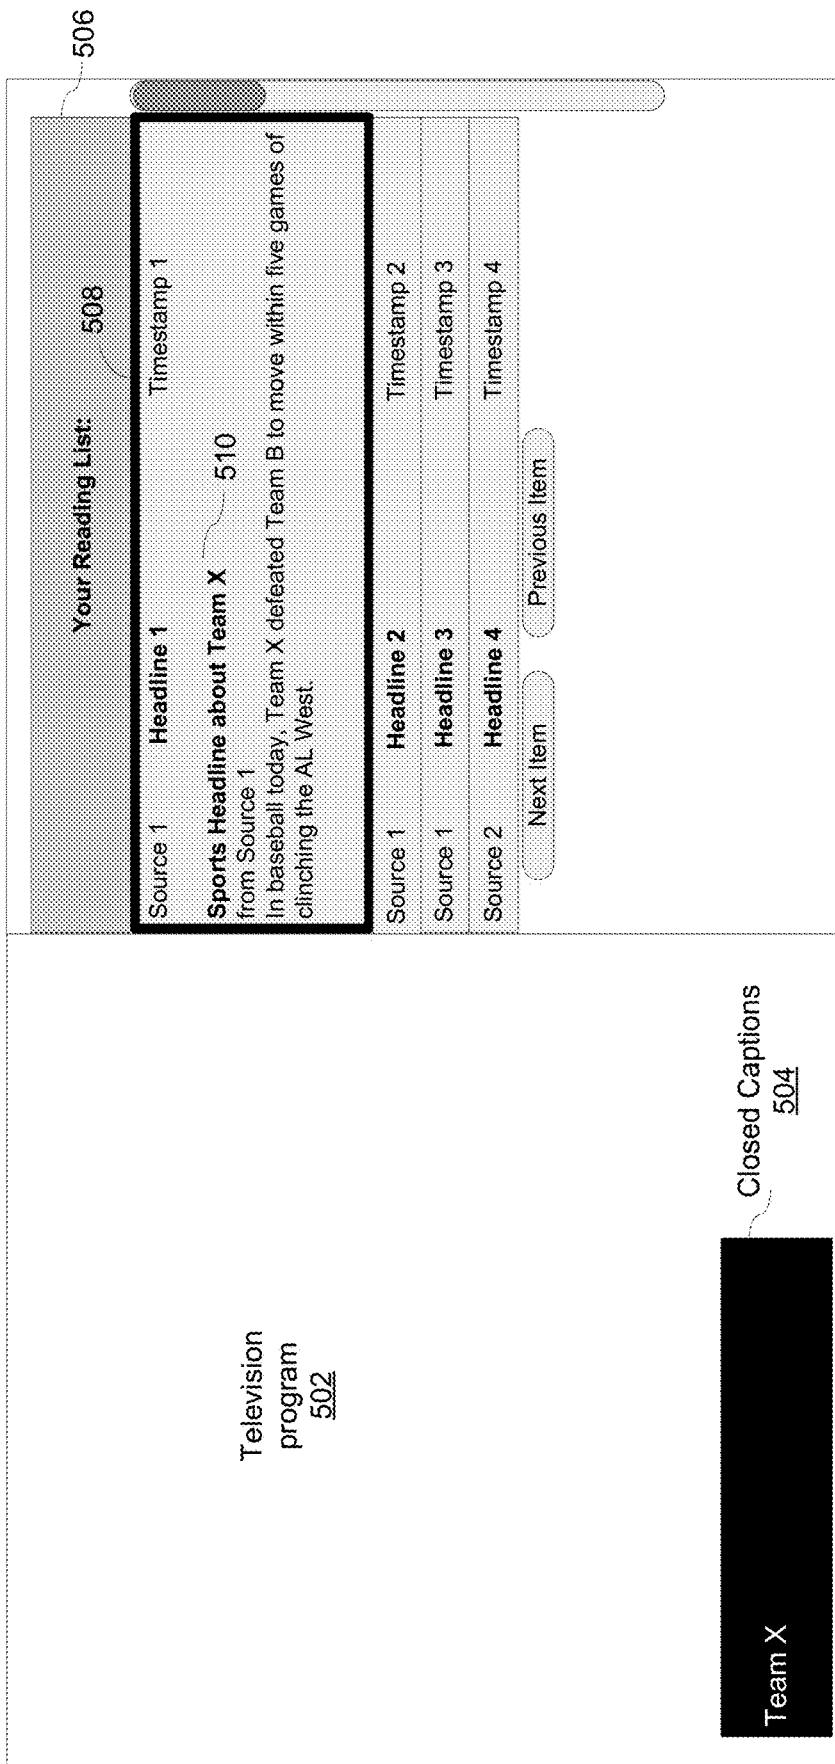 Television
program
502
Closed Captions
504
Team X
506
Your Reading List:
508
Source 1 Headline 1 Timestamp 1
Sports Headline about Team X
510
from Source 1
In baseball today, Team X defeated Team B to move within five games of
clinching the AL West.
Source 1 Headline 2 Timestamp 2
Source 1 Headline 3 Timestamp 3
Source 2 Headline 4 Timestamp 4
Next Item Previous Item